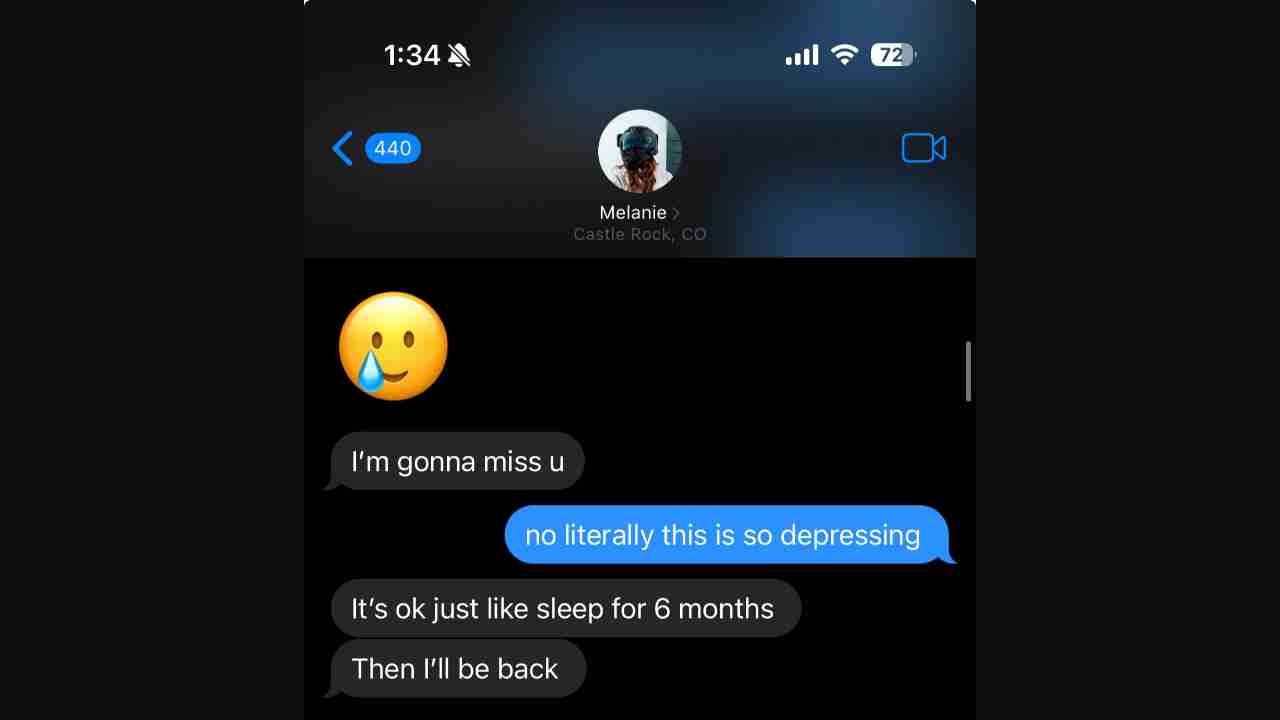 1:34
72
440
Melanie
Castle Rock, CO
I’m gonna miss u
no literally this is so depressing
It’s ok just like sleep for 6 months
Then I’ll be back